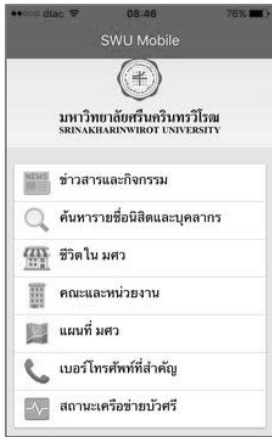 dtac 08:46 76%
SWU Mobile
มหาวิทยาลัยศรีนครินทรวิโรฒ
SRINAKHARINWIROT UNIVERSITY
NEWS ข่าวสารและกิจกรรม
ค้นหารายชื่อนิสิตและบุคลากร
ชีวิตใน มศว
คณะและหน่วยงาน
แผนที่ มศว
เบอร์โทรศัพท์ที่สำคัญ
สถานะเครือข่ายบัวศรี